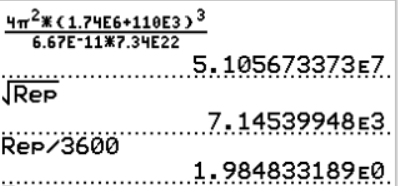 4π²*(1.74E6+110E3)³
6.67E-11*7.34E22
5.105673373E7
√Rep
7.14539948E3
Rep/3600
1.984833189E0